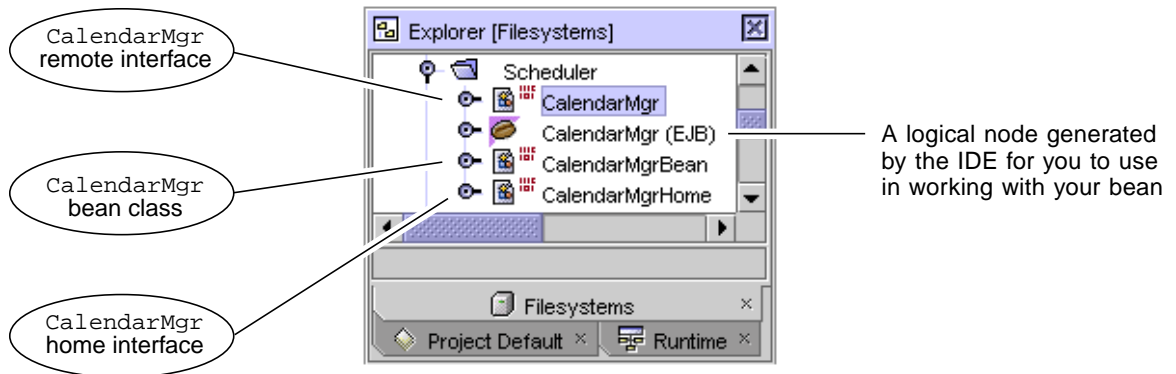 CalendarMgr
remote interface
CalendarMgr
bean class
CalendarMgr
home interface
Explorer [Filesystems]
Scheduler
CalendarMgr
CalendarMgr (EJB)
CalendarMgrBean
CalendarMgrHome
Filesystems
Project Default
Runtime
A logical node generated
by the IDE for you to use
in working with your bean